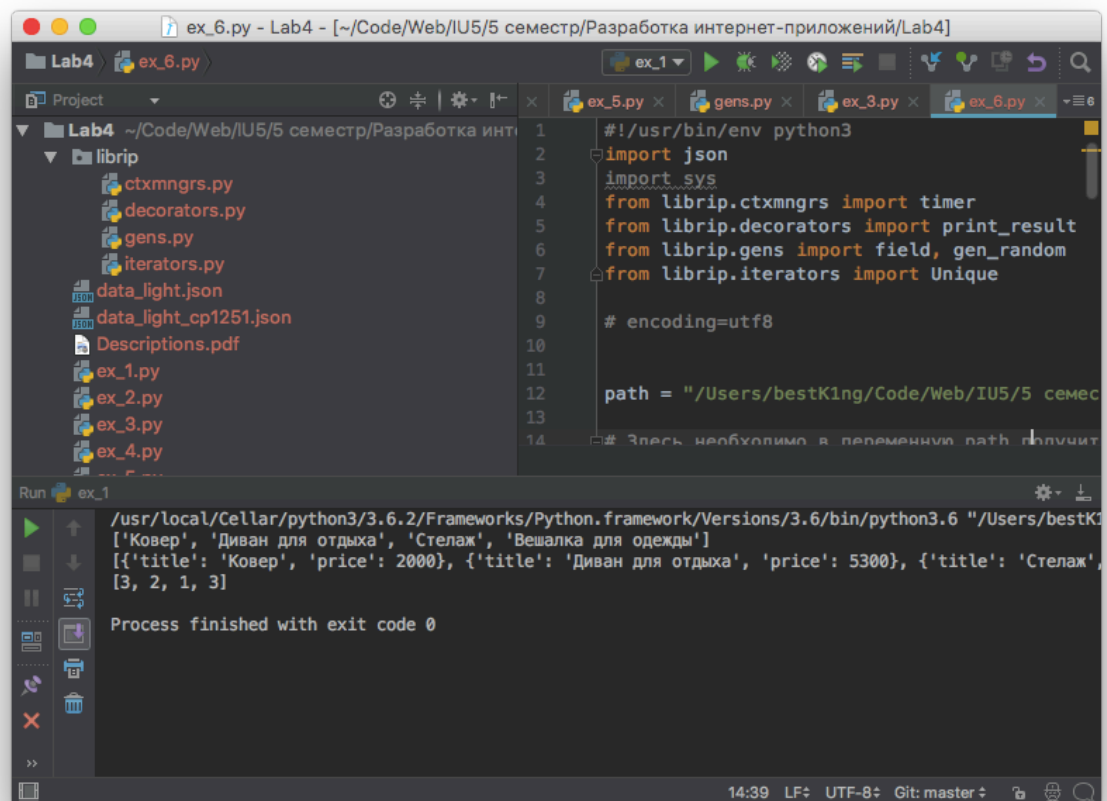 ex_6.py - Lab4 - [~/Code/Web/IU5/5 семестр/Разработка интернет-приложений/Lab4]
Lab4 ex_6.py ex_1
Project ex_5.py gens.py ex_3.py ex_6.py 6
Lab4 ~/Code/Web/IU5/5 семестр/Разработка инт
librip
ctxmngrs.py
decorators.py
gens.py
iterators.py
data_light.json
data_light_cp1251.json
Descriptions.pdf
ex_1.py
ex_2.py
ex_3.py
ex_4.py
1 #!/usr/bin/env python3
2 import json
3 import sys
4 from librip.ctxmngrs import timer
5 from librip.decorators import print_result
6 from librip.gens import field, gen_random
7 from librip.iterators import Unique
8
9 # encoding=utf8
10
11
12 path = "/Users/bestK1ng/Code/Web/IU5/5 семес
13
14 # Здесь необходимо в переменную path получит
Run ex_1
/usr/local/Cellar/python3/3.6.2/Frameworks/Python.framework/Versions/3.6/bin/python3.6 "/Users/bestK1
['Ковер', 'Диван для отдыха', 'Стелаж', 'Вешалка для одежды']
[{'title': 'Ковер', 'price': 2000}, {'title': 'Диван для отдыха', 'price': 5300}, {'title': 'Стелаж',
[3, 2, 1, 3]
Process finished with exit code 0
14:39 LF UTF-8 Git: master